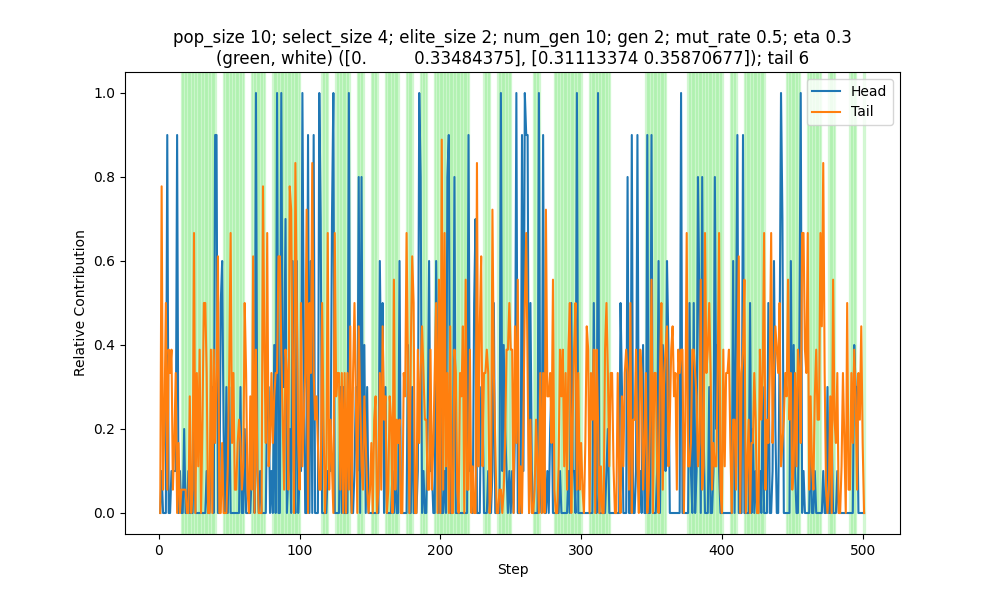 pop_size 10; select_size 4; elite_size 2; num_gen 10; gen 2; mut_rate 0.5; eta 0.3
(green, white) ([0. 0.33484375], [0.31113374 0.35870677]); tail 6
Head
Tail
Relative Contribution
1.0
0.8
0.6
0.4
0.2
0.0
0 100 200 300 400 500
Step